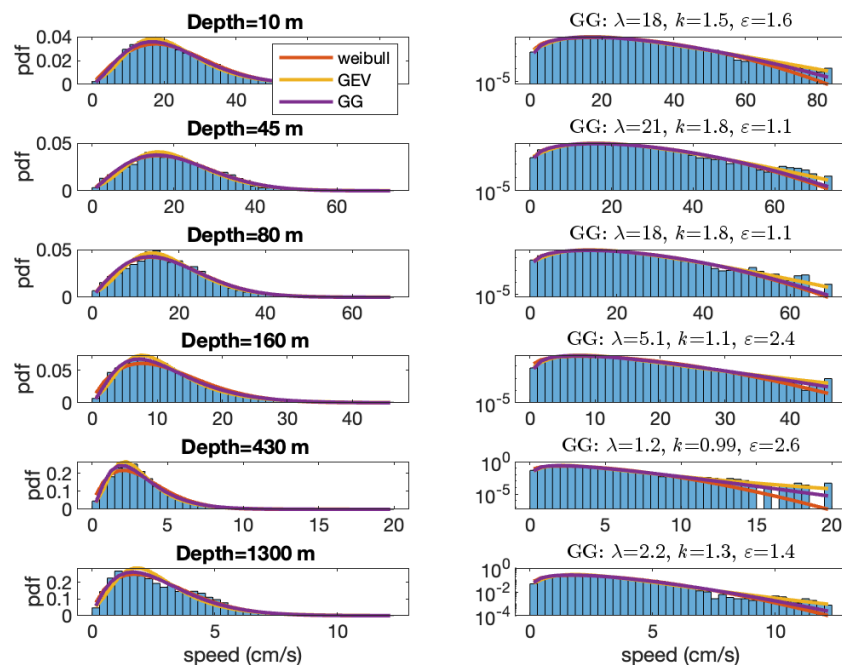 Depth=10 m
pdf
0.04
0.02
0
0 20 40
weibull
GEV
GG
GG: λ=18, k=1.5, ε=1.6
10⁻⁵
0 20 40 60 80
Depth=45 m
pdf
0.05
0
0 20 40 60
GG: λ=21, k=1.8, ε=1.1
10⁻⁵
0 20 40 60
Depth=80 m
pdf
0.05
0
0 20 40 60
GG: λ=18, k=1.8, ε=1.1
10⁻⁵
0 20 40 60
Depth=160 m
pdf
0.05
0
0 10 20 30 40
GG: λ=5.1, k=1.1, ε=2.4
10⁻⁵
0 10 20 30 40
Depth=430 m
pdf
0.2
0.1
0
0 5 10 15 20
GG: λ=1.2, k=0.99, ε=2.6
10⁰
10⁻⁵
0 5 10 15 20
Depth=1300 m
pdf
0.2
0
0 5 10
speed (cm/s)
GG: λ=2.2, k=1.3, ε=1.4
10⁰
10⁻²
10⁻⁴
0 5 10
speed (cm/s)